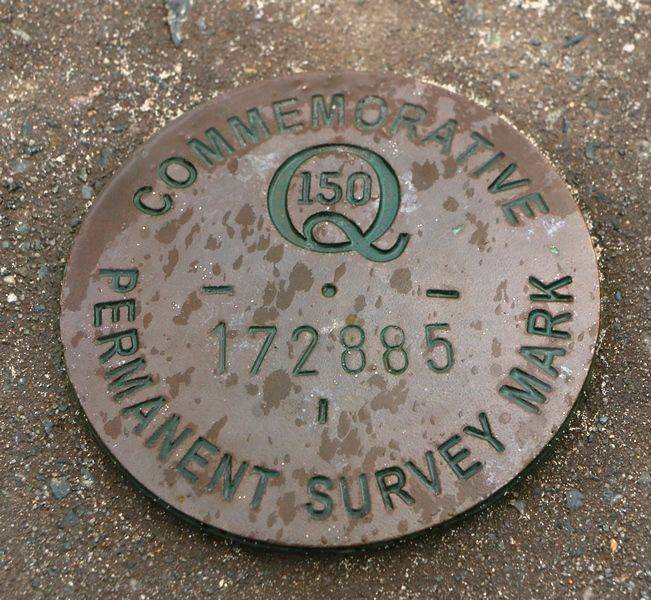 COMMEMORATIVE
Q
150
172885
PERMANENT SURVEY MARK